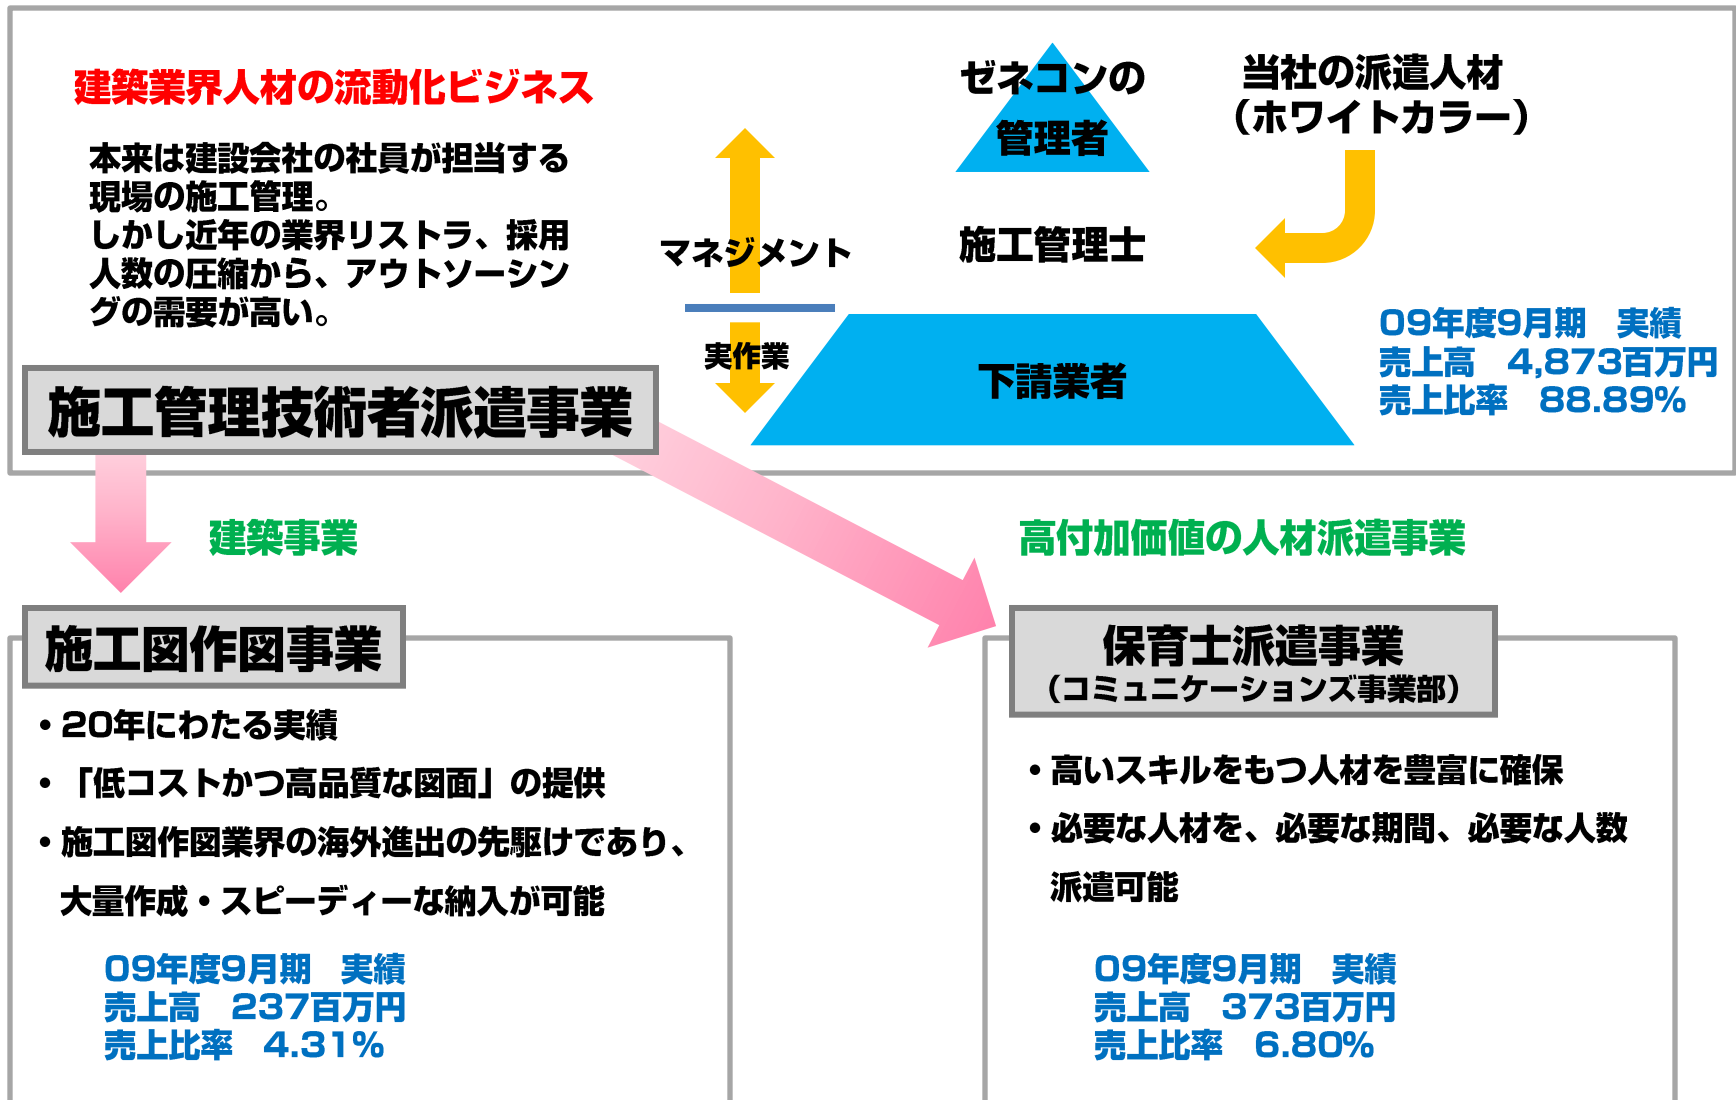 建築業界人材の流動化ビジネス
本来は建設会社の社員が担当する
現場の施工管理。
しかし近年の業界リストラ、採用
人数の圧縮から、アウトソーシン
グの需要が高い。
ゼネコンの
管理者
当社の派遣人材
（ホワイトカラー）
マネジメント
施工管理士
実作業
下請業者
09年度9月期　実績
売上高　4,873百万円
売上比率　88.89%
施工管理技術者派遣事業
建築事業
高付加価値の人材派遣事業
施工図作図事業
・20年にわたる実績
・「低コストかつ高品質な図面」の提供
・施工図作図業界の海外進出の先駆けであり、
大量作成・スピーディーな納入が可能
09年度9月期　実績
売上高　237百万円
売上比率　4.31%
保育士派遣事業
（コミュニケーションズ事業部）
・高いスキルをもつ人材を豊富に確保
・必要な人材を、必要な期間、必要な人数
派遣可能
09年度9月期　実績
売上高　373百万円
売上比率　6.80%